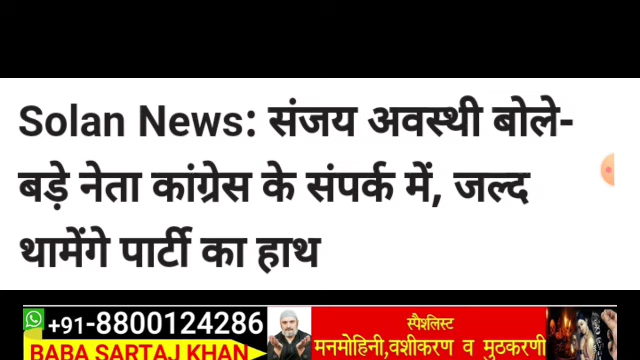 Solan News: संजय अवस्थी बोले-
बड़े नेता कांग्रेस के संपर्क में, जल्द
थामेंगे पार्टी का हाथ
+91-8800124286
स्पैशलिस्ट
मनमोहिनी,वशीकरण व मुठकरणी
BABA SARTAJ KHAN